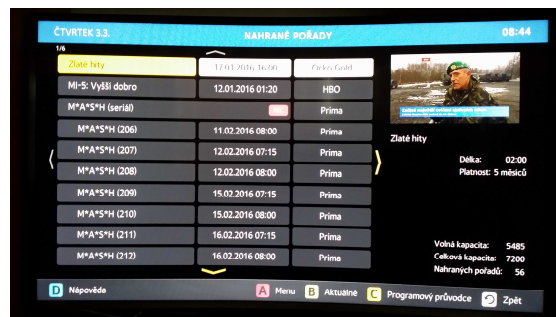 ČTVRTEK 3.3. NAHRANÉ POŘADY 08:44
1/6
Zlaté hity 17.01.2016 16:00 Ocko Gold
MI-5: Vyšší dobro 12.01.2016 01:20 HBO
M*A*S*H (seriál) Prima
M*A*S*H (206) 11.02.2016 08:00 Prima
M*A*S*H (207) 12.02.2016 07:15 Prima
M*A*S*H (208) 12.02.2016 08:00 Prima
M*A*S*H (209) 15.02.2016 07:15 Prima
M*A*S*H (210) 15.02.2016 08:00 Prima
M*A*S*H (211) 16.02.2016 07:15 Prima
M*A*S*H (212) 16.02.2016 08:00 Prima
Zlaté hity
Délka: 02:00
Platnost: 5 měsíců
Volná kapacita: 5485
Celková kapacita: 7200
Nahraných pořadů: 56
D Nápověda A Menu B Aktuálně C Programový průvodce Zpět